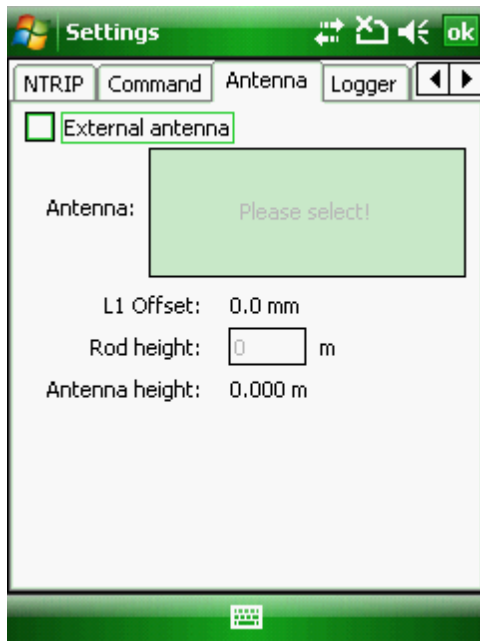 Settings
ok
NTRIP Command Antenna Logger
External antenna
Antenna: Please select!
L1 Offset: 0.0 mm
Rod height: 0 m
Antenna height: 0.000 m